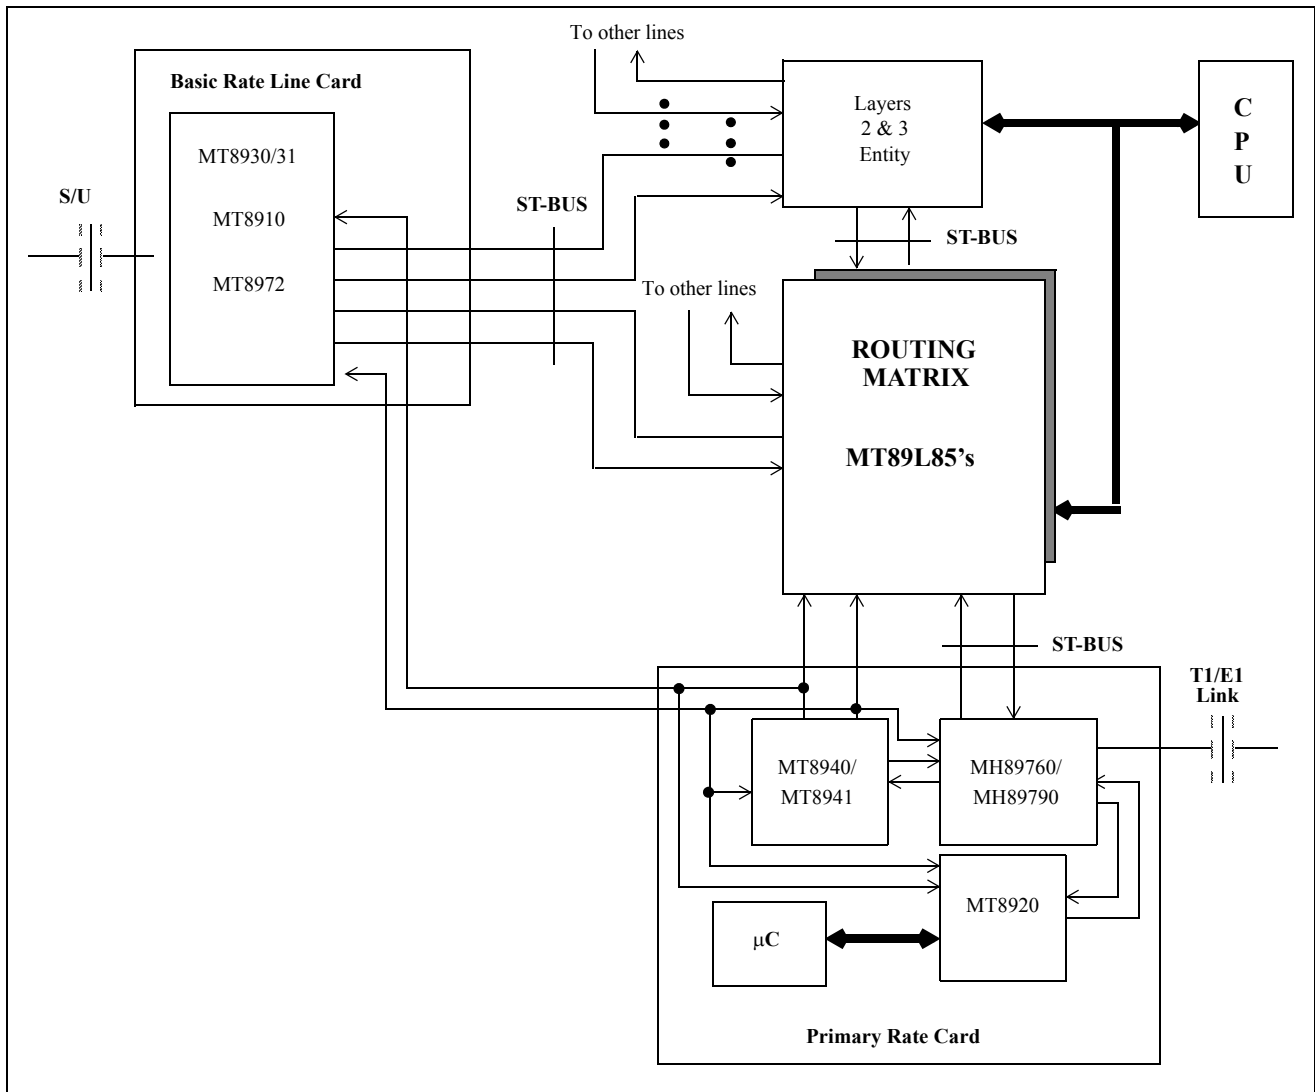 To other lines
Basic Rate Line Card
MT8930/31
MT8910
MT8972
S/U
ST-BUS
Layers
2 & 3
Entity
C
P
U
ST-BUS
To other lines
ROUTING
MATRIX
MT89L85's
ST-BUS
T1/E1
Link
MT8940/
MT8941
MH89760/
MH89790
MT8920
μC
Primary Rate Card